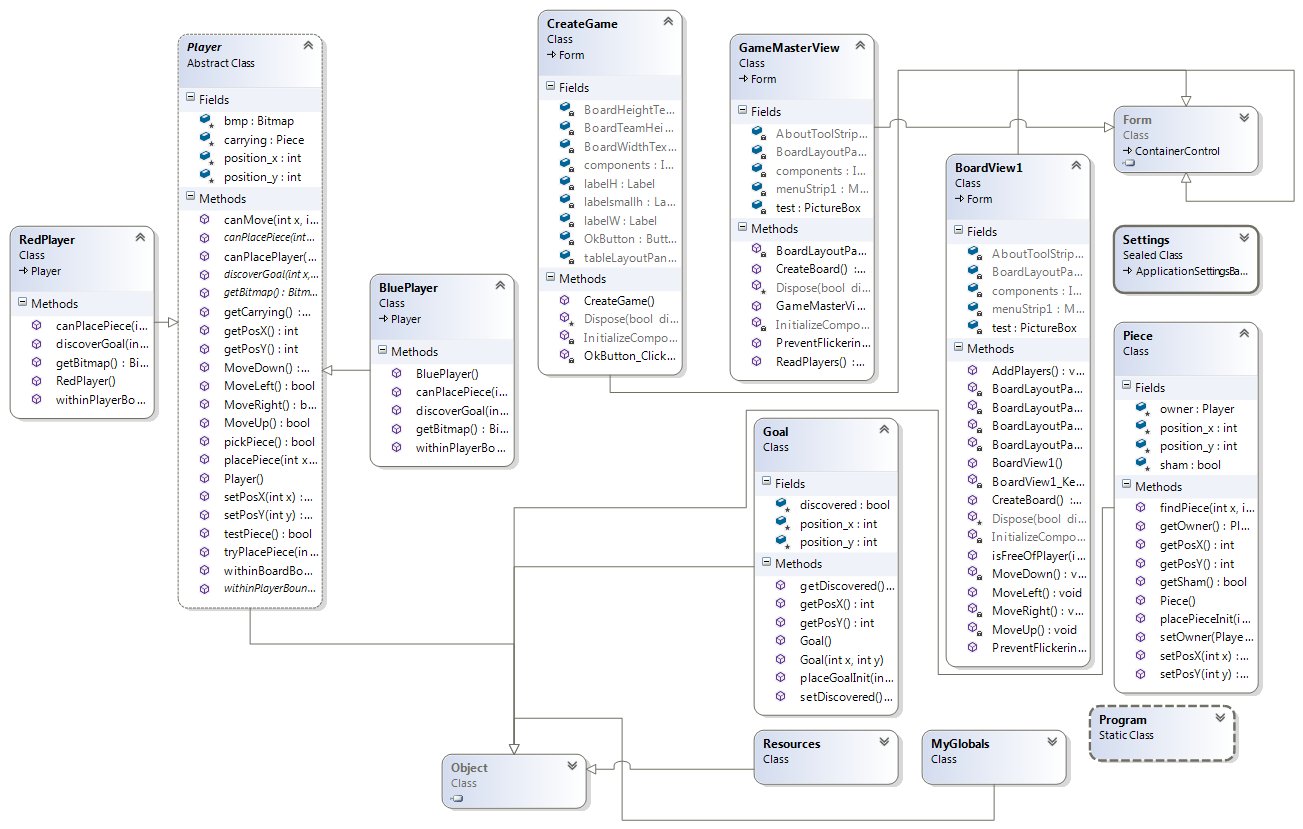 Player
Abstract Class
Fields
bmp : Bitmap
carrying : Piece
position_x : int
position_y : int
Methods
canMove(int x, i...
canPlacePiece(int...
canPlacePlayer(...
discoverGoal(int x,...
getBitmap() : Bitm...
getCarrying() :...
getPosX() : int
getPosY() : int
MoveDown() :...
MoveLeft() : bool
MoveRight() : b...
MoveUp() : bool
pickPiece() : bool
placePiece(int x...
Player()
setPosX(int x) :...
setPosY(int y) :...
testPiece() : bool
tryPlacePiece(in...
withinBoardBo...
withinPlayerBoun...
RedPlayer
Class
Player
Methods
canPlacePiece(i...
discoverGoal(in...
getBitmap() : Bi...
RedPlayer()
withinPlayerBo...
BluePlayer
Class
Player
Methods
BluePlayer()
canPlacePiece(i...
discoverGoal(in...
getBitmap() : Bi...
withinPlayerBo...
CreateGame
Class
Form
Fields
BoardHeightTe...
BoardTeamHei...
BoardWidthTex...
components : I...
labelH : Label
labelsmallh : La...
labelW : Label
OkButton : Butt...
tableLayoutPan...
Methods
CreateGame()
Dispose(bool di...
InitializeCompo...
OkButton_Click...
GameMasterView
Class
Form
Fields
AboutToolStrip...
BoardLayoutPa...
components : I...
menuStrip1 : M...
test : PictureBox
Methods
BoardLayoutPa...
CreateBoard() :...
Dispose(bool di...
GameMasterVi...
InitializeCompo...
PreventFlickerin...
ReadPlayers() :...
BoardView1
Class
Form
Fields
AboutToolStrip...
BoardLayoutPa...
components : I...
menuStrip1 : M...
test : PictureBox
Methods
AddPlayers() : v...
BoardLayoutPa...
BoardLayoutPa...
BoardLayoutPa...
BoardLayoutPa...
BoardView1()
BoardView1_Ke...
CreateBoard() :...
Dispose(bool di...
InitializeCompo...
isFreeOfPlayer(i...
MoveDown() : v...
MoveLeft() : void
MoveRight() : v...
MoveUp() : void
PreventFlickerin...
Form
Class
ContainerControl
Settings
Sealed Class
ApplicationSettingsBa...
Piece
Class
Fields
owner : Player
position_x : int
position_y : int
sham : bool
Methods
findPiece(int x, i...
getOwner() : Pl...
getPosX() : int
getPosY() : int
getSham() : bool
Piece()
placePieceInit(i...
setOwner(Playe...
setPosX(int x) :...
setPosY(int y) :...
Goal
Class
Fields
discovered : bool
position_x : int
position_y : int
Methods
getDiscovered()...
getPosX() : int
getPosY() : int
Goal()
Goal(int x, int y)
placeGoalInit(in...
setDiscovered()...
Program
Static Class
Object
Class
Resources
Class
MyGlobals
Class